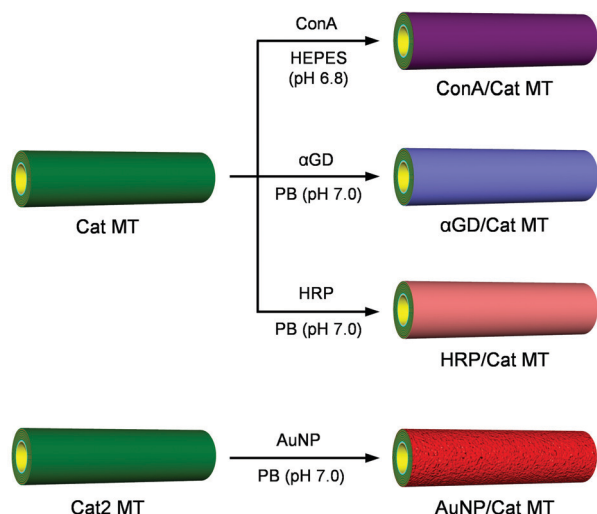 ConA
HEPES
(pH 6.8)
ConA/Cat MT
Cat MT
αGD
PB (pH 7.0)
αGD/Cat MT
HRP
PB (pH 7.0)
HRP/Cat MT
Cat2 MT
AuNP
PB (pH 7.0)
AuNP/Cat MT